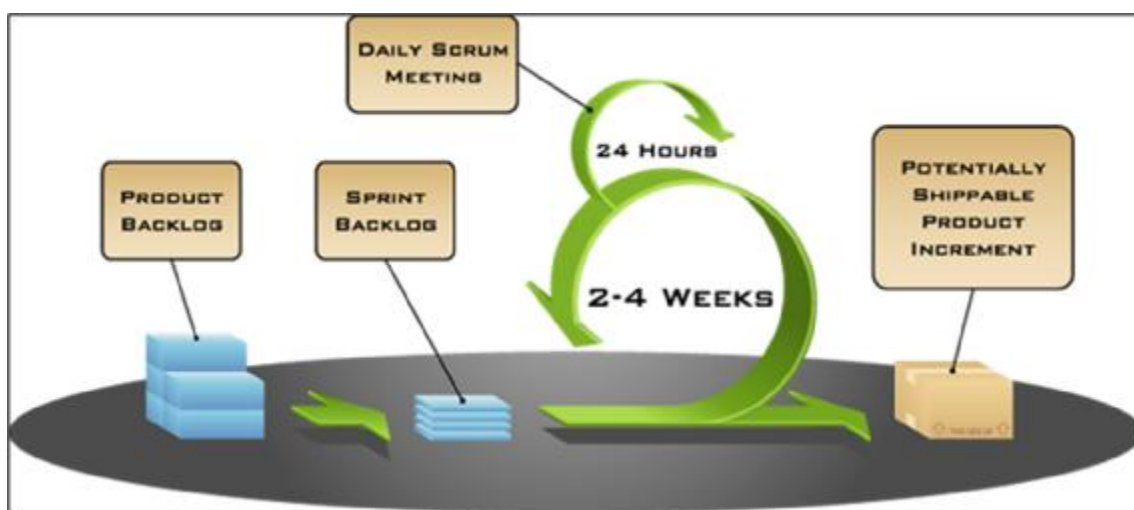 DAILY SCRUM
MEETING
24 HOURS
PRODUCT
BACKLOG
SPRINT
BACKLOG
POTENTIALLY
SHIPPABLE
PRODUCT
INCREMENT
2-4 WEEKS